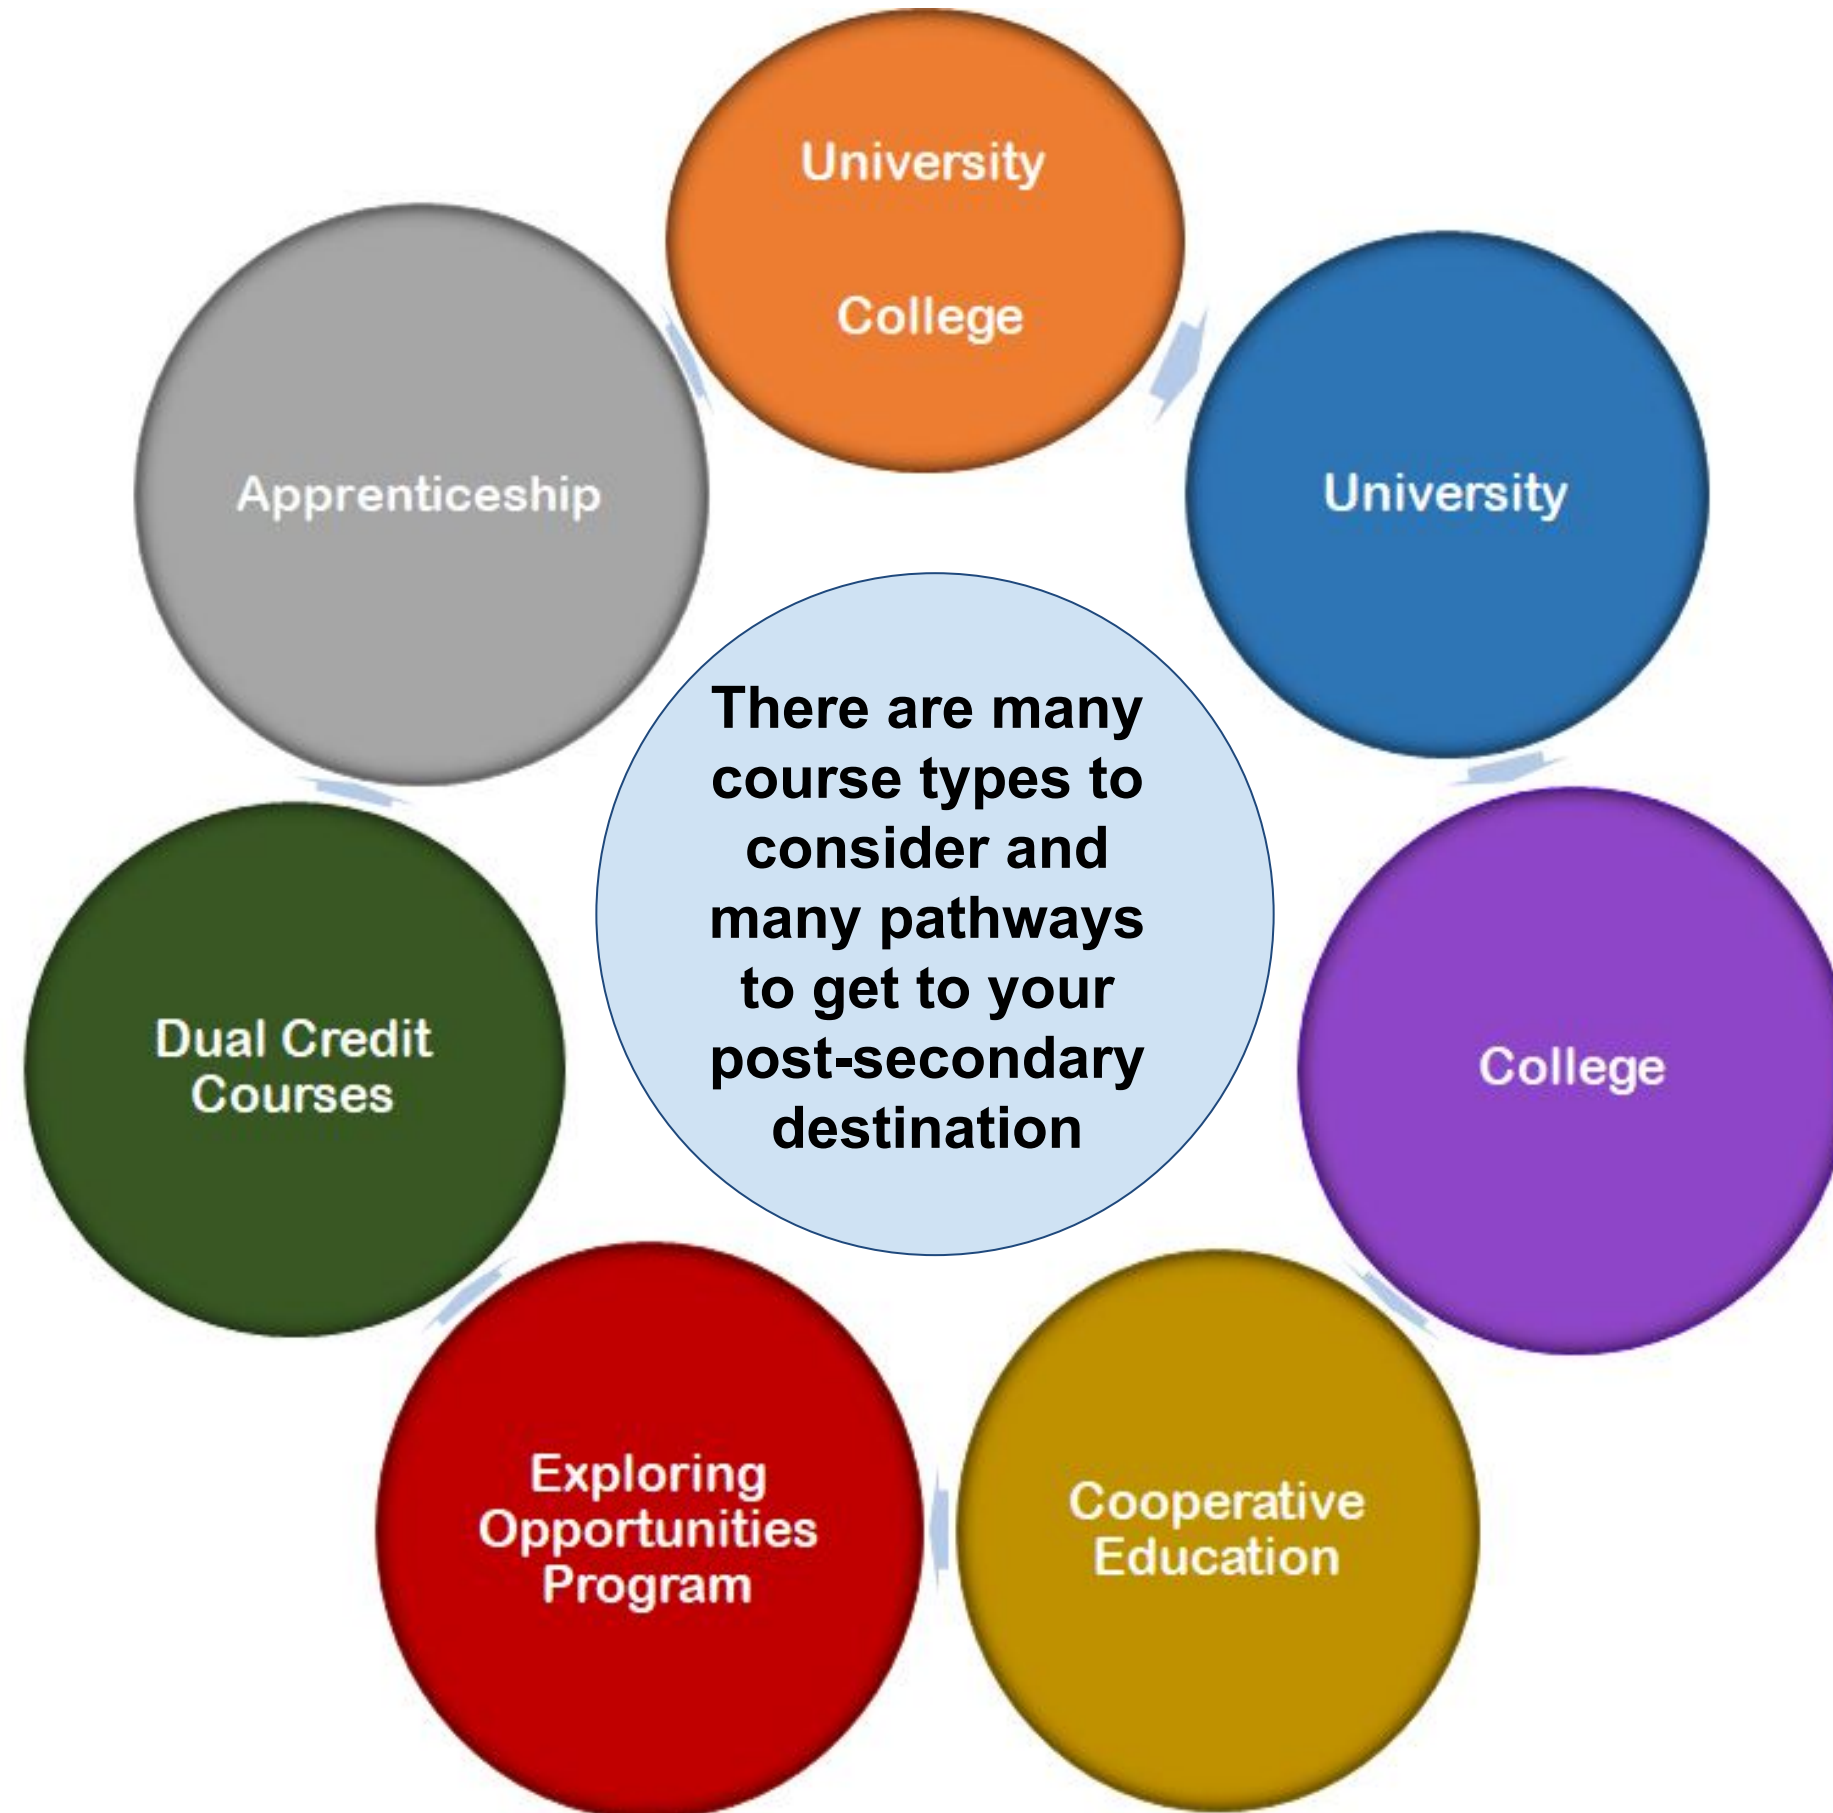 University
College
University
College
Cooperative
Education
Exploring
Opportunities
Program
Dual Credit
Courses
Apprenticeship
There are many
course types to
consider and
many pathways
to get to your
post-secondary
destination